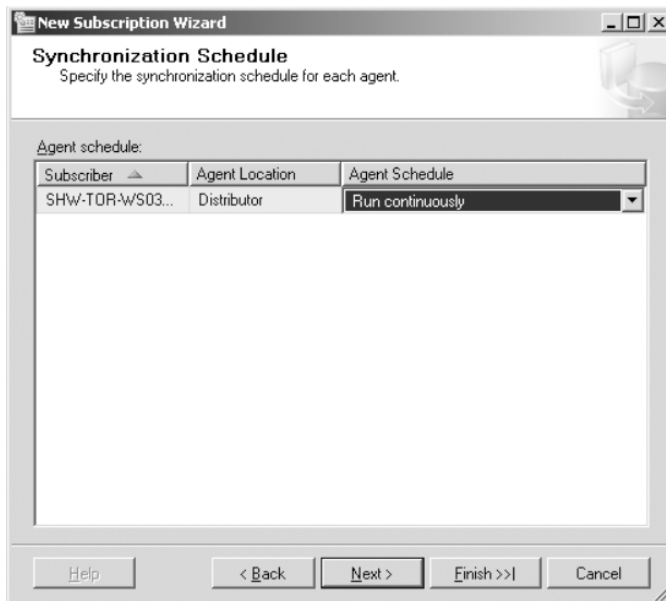 New Subscription Wizard
Synchronization Schedule
Specify the synchronization schedule for each agent.
Agent schedule:
Subscriber Agent Location Agent Schedule
SHW-TOR-WS03... Distributor Run continuously
Help < Back Next > Finish >>| Cancel